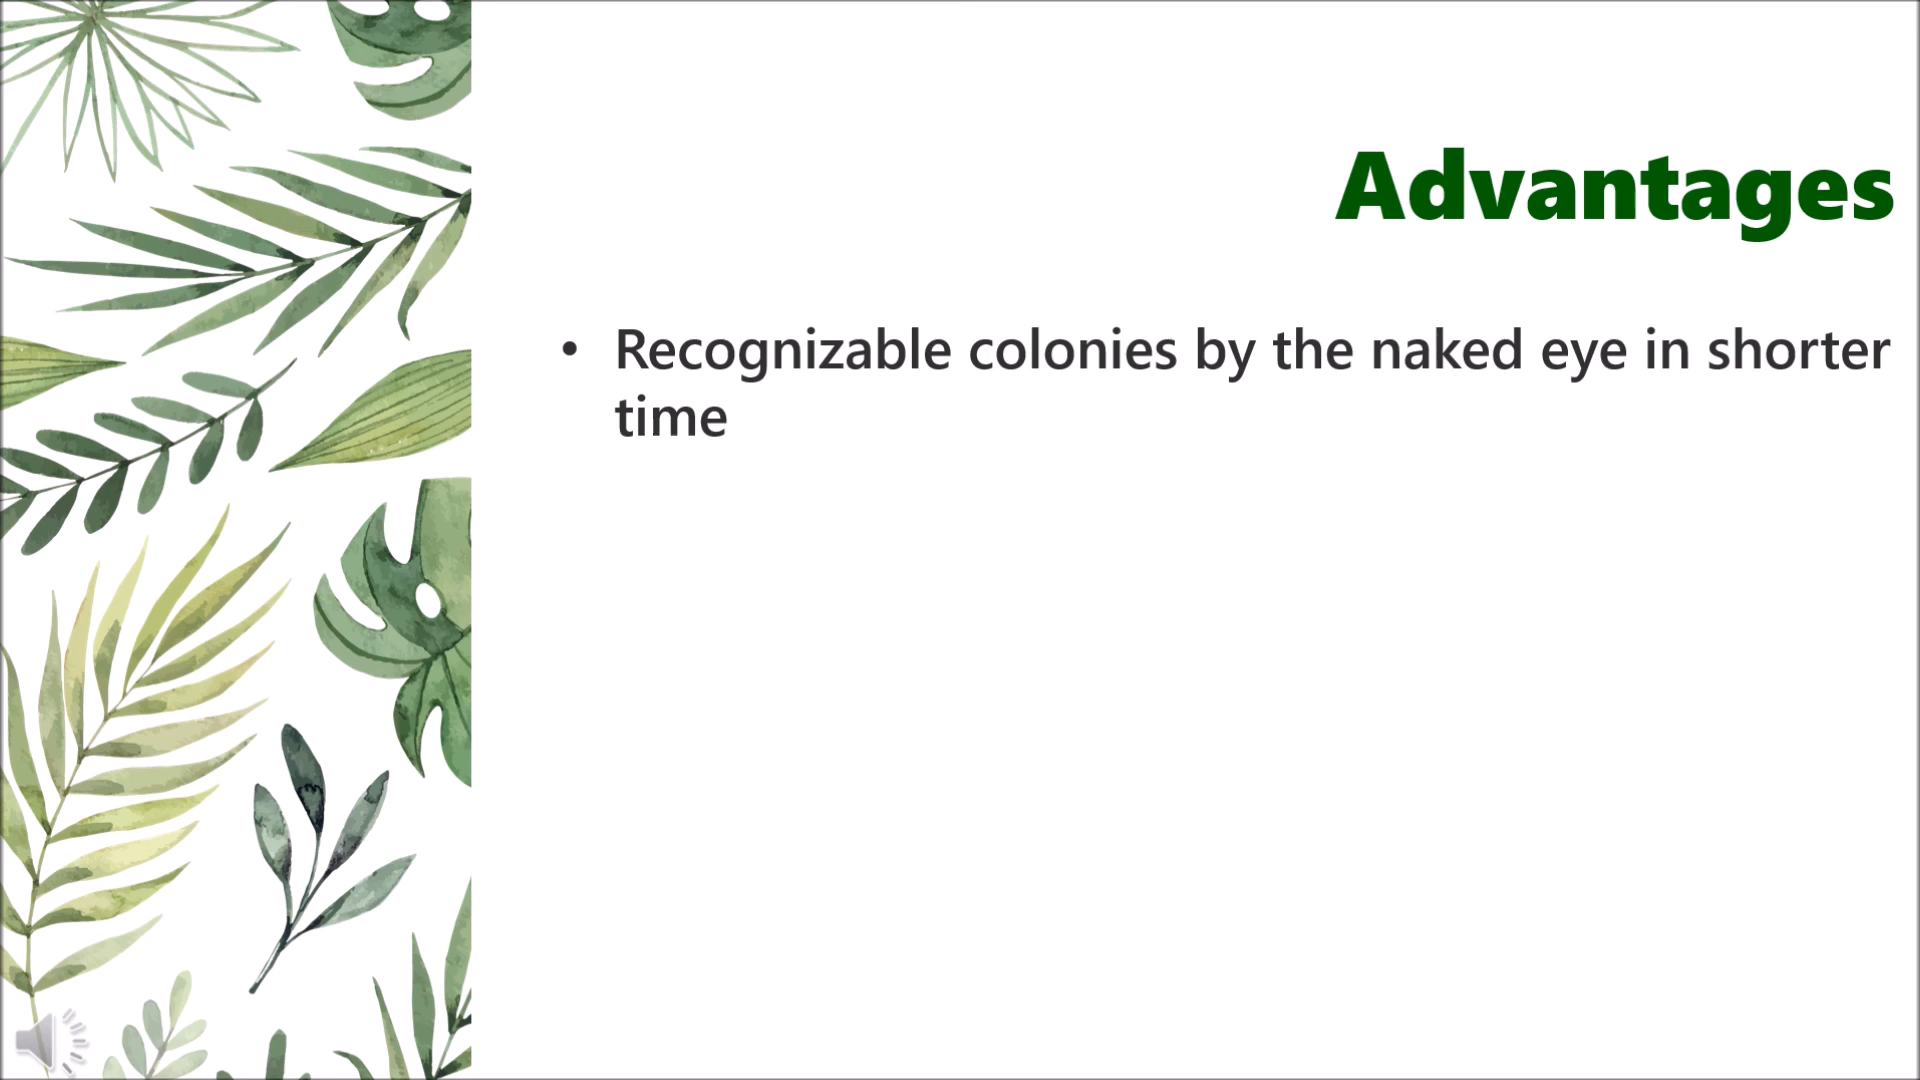 Advantages
• Recognizable colonies by the naked eye in shorter
time